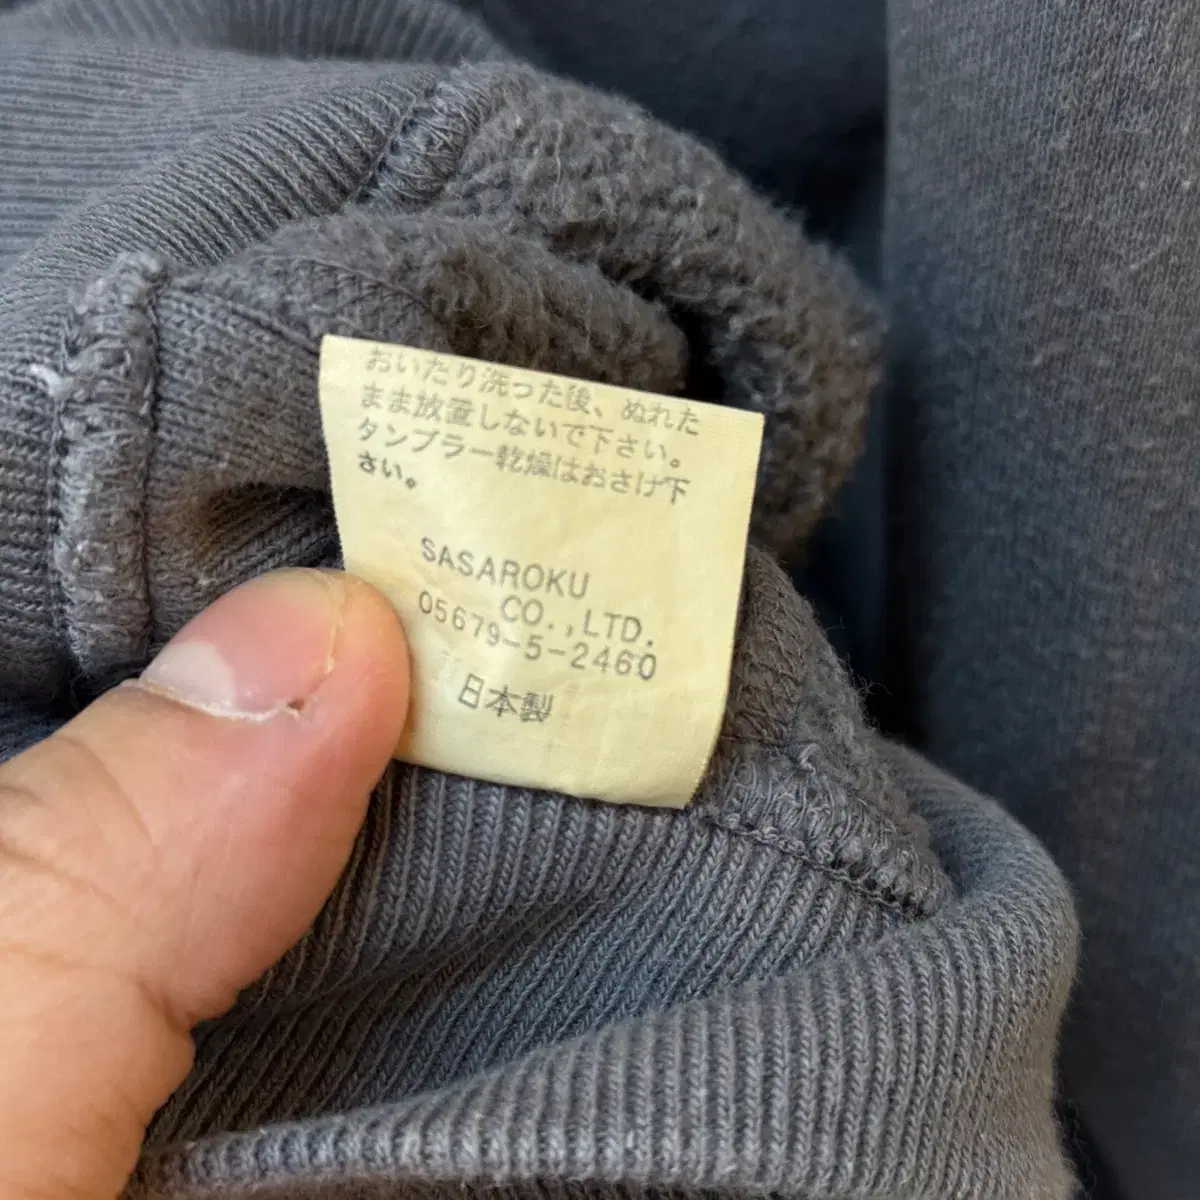 おいたり洗った後、ぬれた
まま放置しないで下さい。
タンブラー乾燥はおさけ下
さい。
SASAROKU
CO.,LTD.
05679-5-2460
日本製